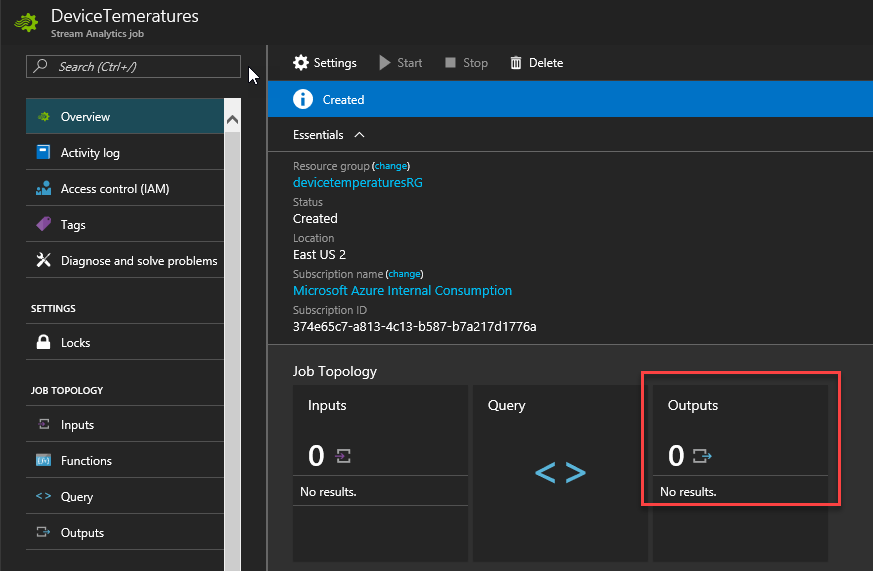 DeviceTemeratures
Stream Analytics job
Search (Ctrl+/)
Overview
Activity log
Access control (IAM)
Tags
Diagnose and solve problems
SETTINGS
Locks
JOB TOPOLOGY
Inputs
Functions
Query
Outputs
Settings Start Stop Delete
Created
Essentials
Resource group (change)
devicetemperaturesRG
Status
Created
Location
East US 2
Subscription name (change)
Microsoft Azure Internal Consumption
Subscription ID
374e65c7-a813-4c13-b587-b7a217d1776a
Job Topology
Inputs
0
No results.
Query
< >
Outputs
0
No results.